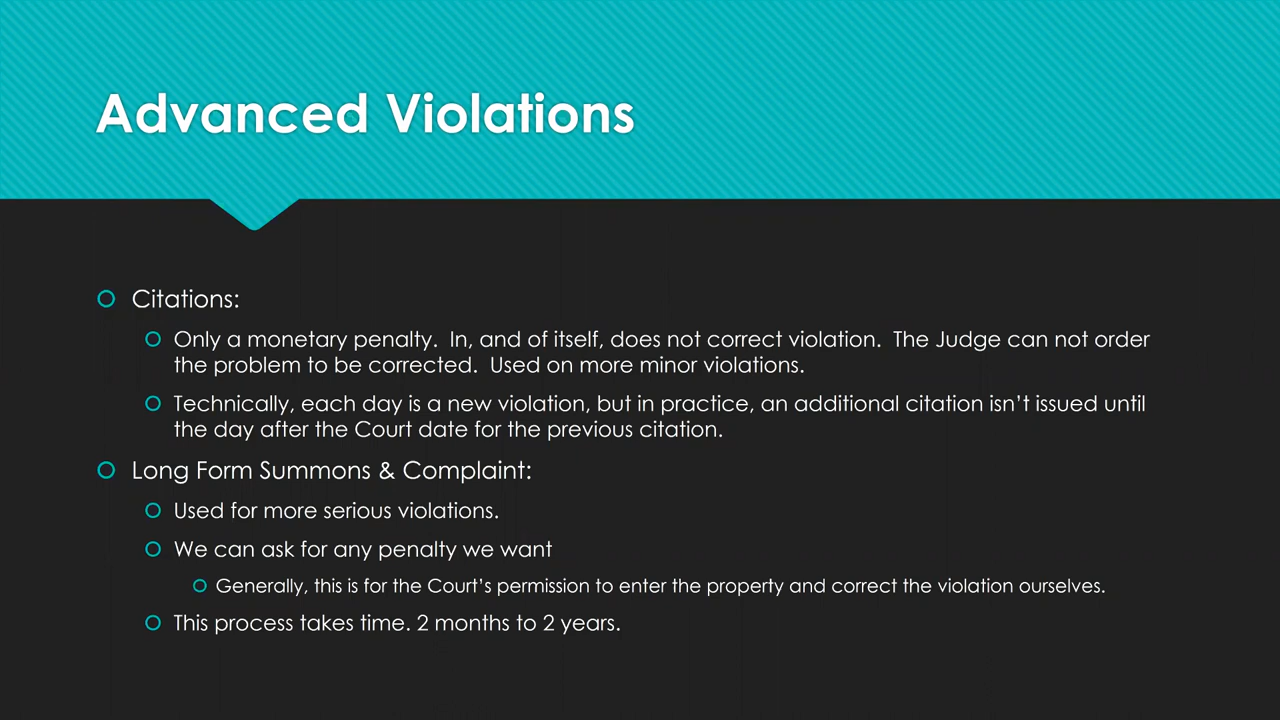 Advanced Violations
Citations:
Only a monetary penalty.  In, and of itself, does not correct violation.  The Judge can not order
the problem to be corrected.  Used on more minor violations.
Technically, each day is a new violation, but in practice, an additional citation isn't issued until
the day after the Court date for the previous citation.
Long Form Summons & Complaint:
Used for more serious violations.
We can ask for any penalty we want
Generally, this is for the Court's permission to enter the property and correct the violation ourselves.
This process takes time. 2 months to 2 years.